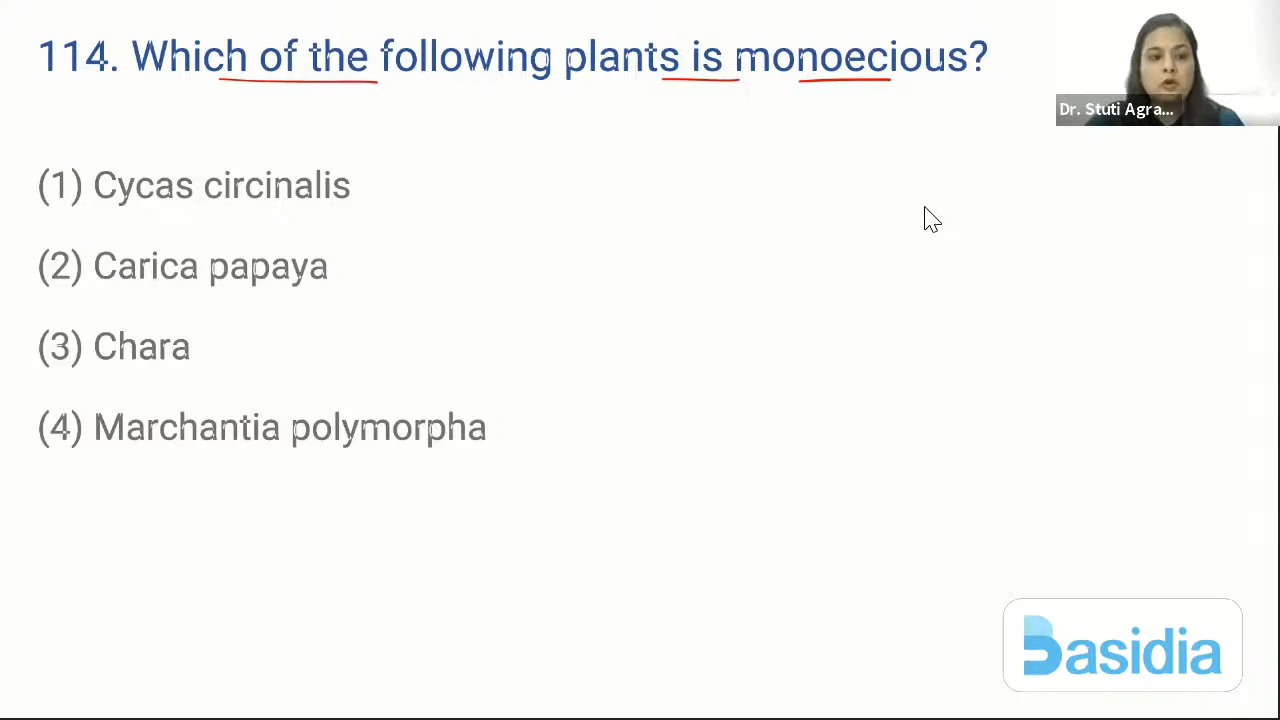 114. Which of the following plants is monoecious?
Dr. Stuti Agra...
(1) Cycas circinalis
(2) Carica papaya
(3) Chara
(4) Marchantia polymorpha
Basidia